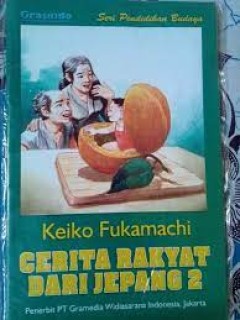 Grasindo
Seri Pendidikan Budaya
Keiko Fukamachi
CERITA RAKYAT
DARI JEPANG 2
Penerbit PT Gramedia Widiasarana Indonesia, Jakarta